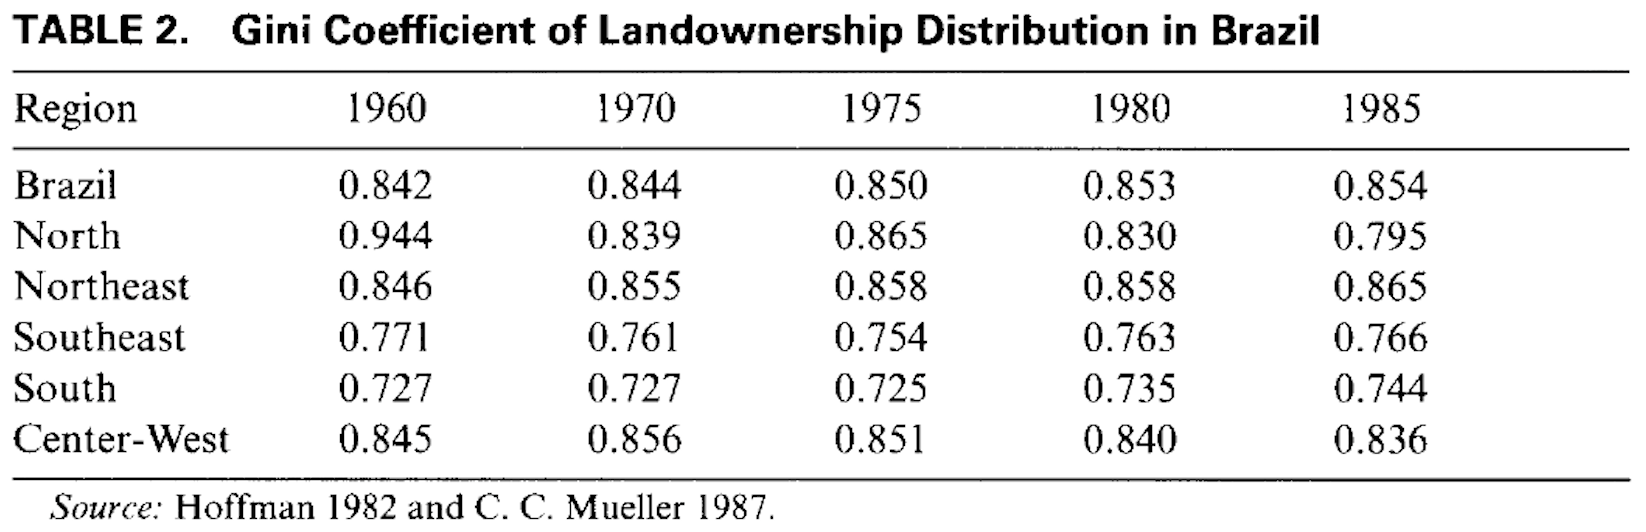 TABLE 2. Gini Coefficient of Landownership Distribution in Brazil
Region 1960 1970 1975 1980 1985
Brazil 0.842 0.844 0.850 0.853 0.854
North 0.944 0.839 0.865 0.830 0.795
Northeast 0.846 0.855 0.858 0.858 0.865
Southeast 0.771 0.761 0.754 0.763 0.766
South 0.727 0.727 0.725 0.735 0.744
Center-West 0.845 0.856 0.851 0.840 0.836
Source: Hoffman 1982 and C. C. Mueller 1987.